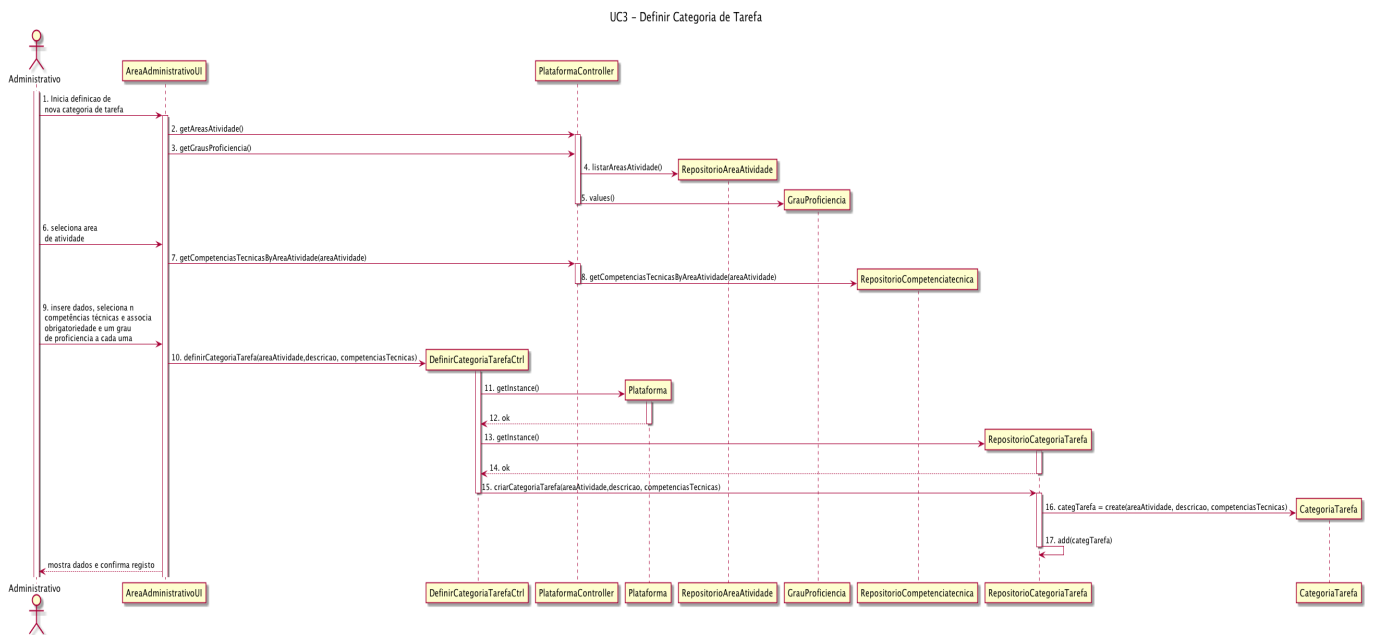 UC3 - Definir Categoria de Tarefa
Administrativo
AreaAdministrativoUI
PlataformaController
1. Inicia definicao de
nova categoria de tarefa
2. getAreasAtividade()
3. getGrausProficiencia()
4. listarAreasAtividade()
RepositorioAreaAtividade
5. values()
GrauProficiencia
6. seleciona area
de atividade
7. getCompetenciasTecnicasByAreaAtividade(areaAtividade)
8. getCompetenciasTecnicasByAreaAtividade(areaAtividade)
RepositorioCompetenciatecnica
9. insere dados, seleciona n
competências técnicas e associa
obrigatoriedade e um grau
de proficiencia a cada uma
10. definirCategoriaTarefa(areaAtividade,descricao, competenciasTecnicas)
DefinirCategoriaTarefaCtrl
11. getInstance()
Plataforma
12. ok
13. getInstance()
RepositorioCategoriaTarefa
14. ok
15. criarCategoriaTarefa(areaAtividade,descricao, competenciasTecnicas)
16. categTarefa = create(areaAtividade, descricao, competenciasTecnicas)
CategoriaTarefa
17. add(categTarefa)
mostra dados e confirma registo
Administrativo
AreaAdministrativoUI
DefinirCategoriaTarefaCtrl
PlataformaController
Plataforma
RepositorioAreaAtividade
GrauProficiencia
RepositorioCompetenciatecnica
RepositorioCategoriaTarefa
CategoriaTarefa